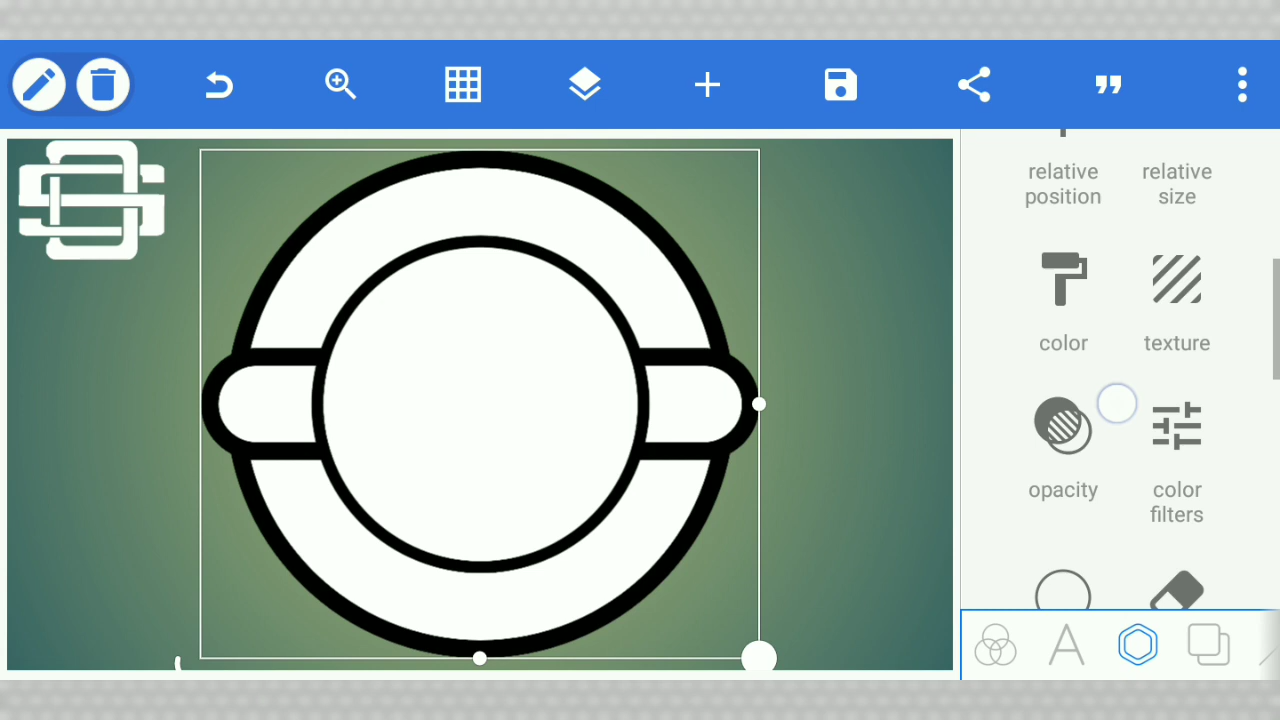 relative relative
position size
color texture
opacity color
filters